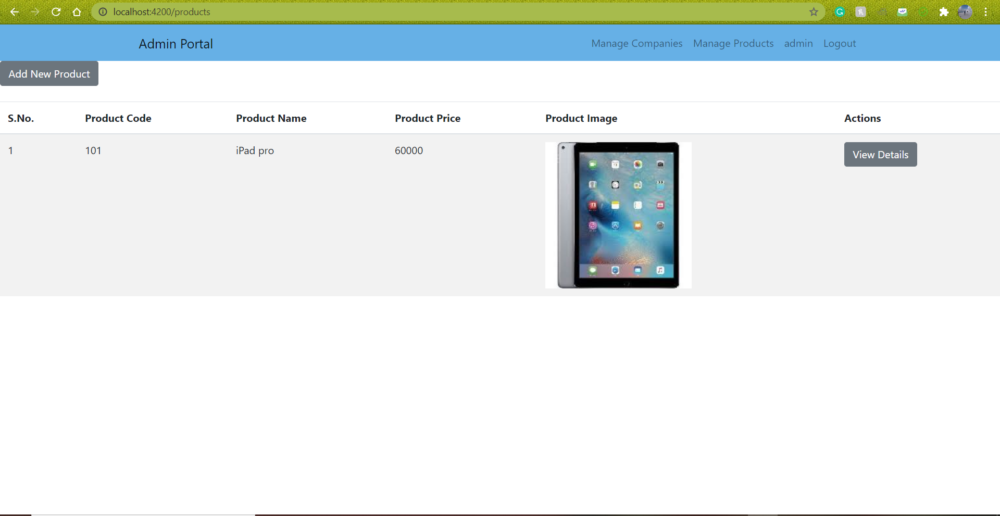 localhost:4200/products
Admin Portal Manage Companies Manage Products admin Logout
Add New Product
S.No. Product Code Product Name Product Price Product Image Actions
1 101 iPad pro 60000 View Details